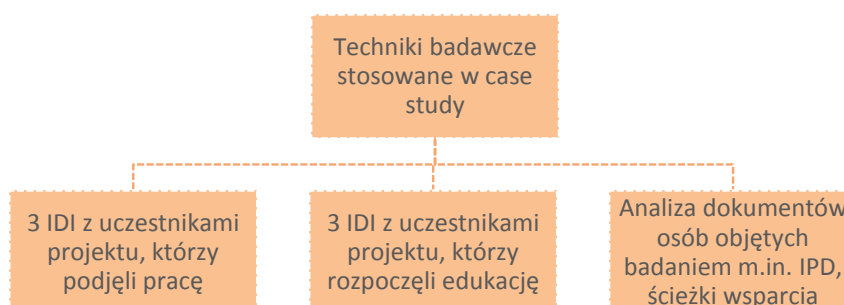 Techniki badawcze
stosowane w case
study
3 IDI z uczestnikami
projektu, którzy
podjęli pracę
3 IDI z uczestnikami
projektu, którzy
rozpoczęli edukację
Analiza dokumentów
osób objętych
badaniem m.in. IPD,
ścieżki wsparcia